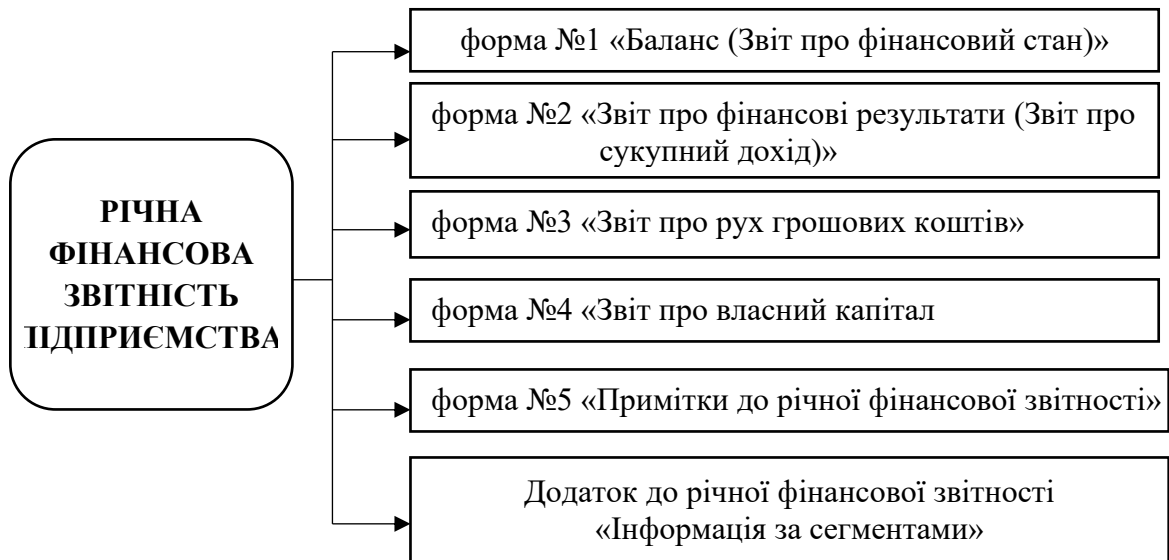 форма №1 «Баланс (Звіт про фінансовий стан)»
форма №2 «Звіт про фінансові результати (Звіт про
сукупний дохід)»
РІЧНА
ФІНАНСОВА
ЗВІТНІСТЬ
ПІДПРИЄМСТВА
форма №3 «Звіт про рух грошових коштів»
форма №4 «Звіт про власний капітал
форма №5 «Примітки до річної фінансової звітності»
Додаток до річної фінансової звітності
«Інформація за сегментами»